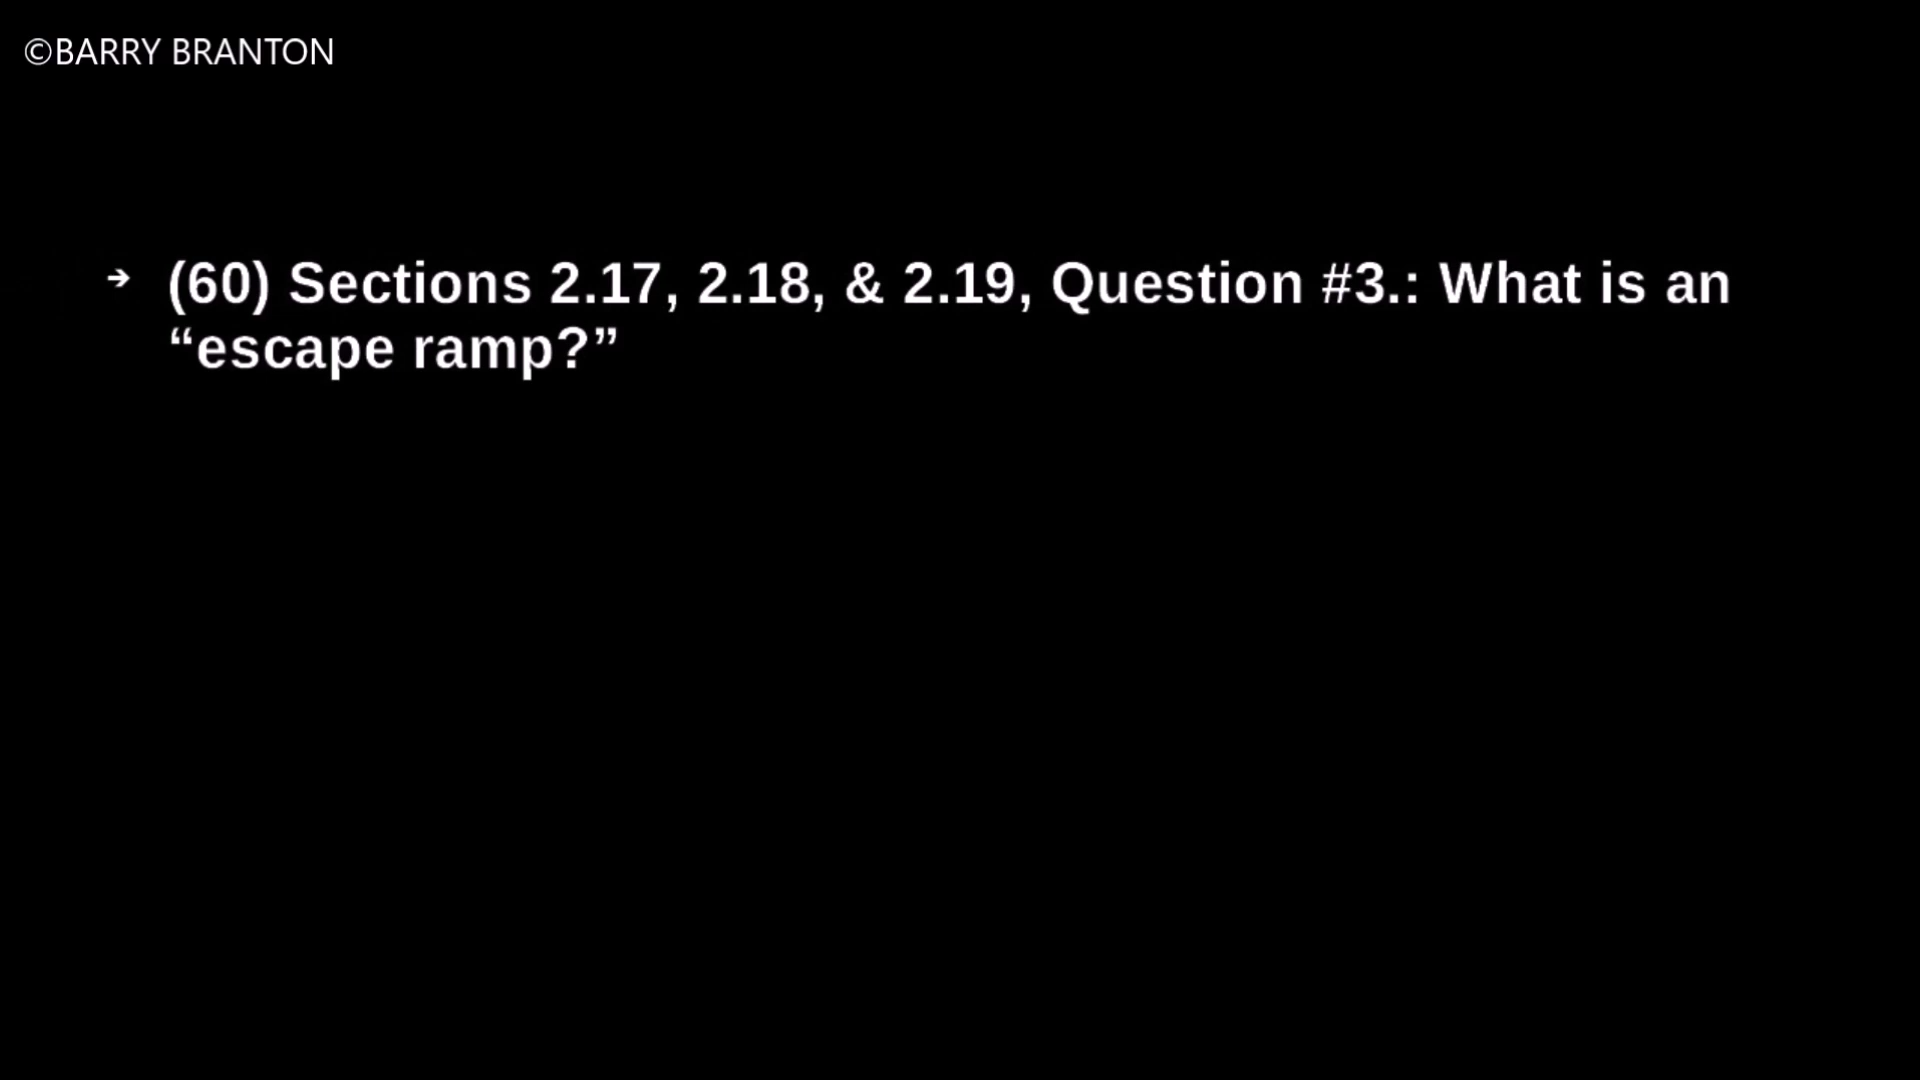 ©BARRY BRANTON
➔ (60) Sections 2.17, 2.18, & 2.19, Question #3.: What is an
“escape ramp?”